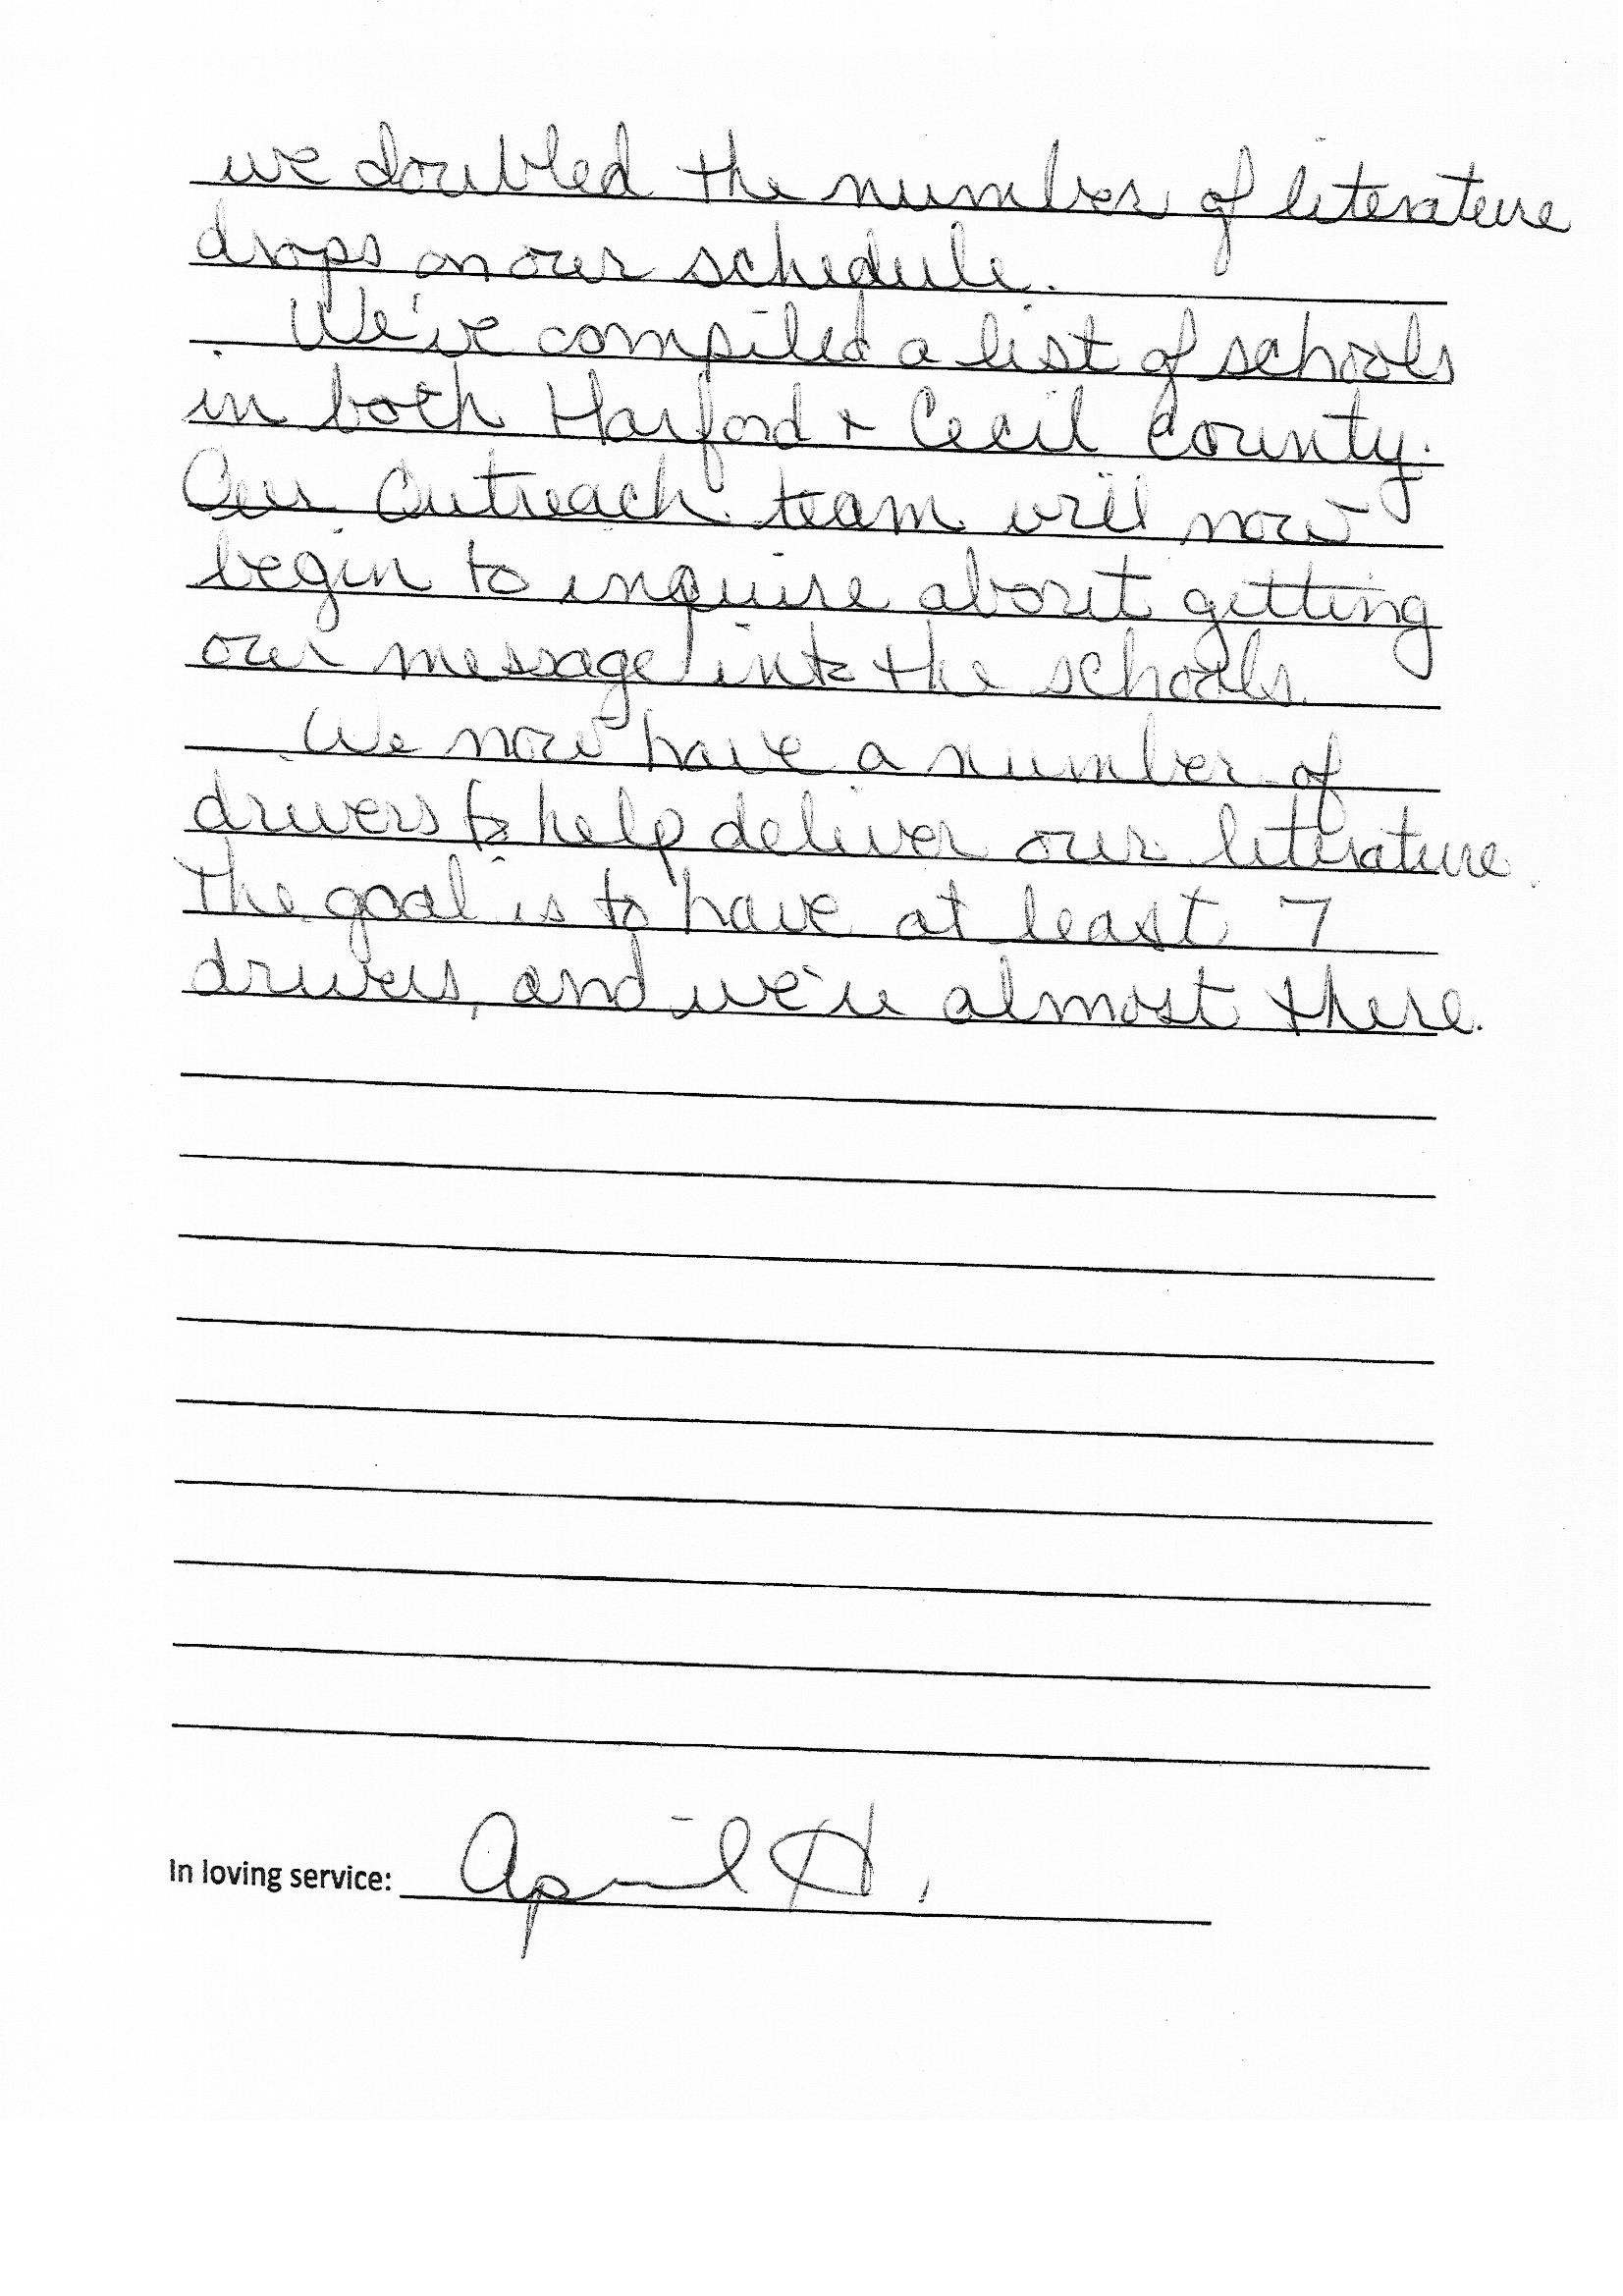 we doubled the number of literature
drops on our schedule.
We've compiled a list of schools
in both Harford + Cecil County.
Our Outreach team will now
begin to inquire about getting
our message into the schools.
We now have a number of
drivers to help deliver our literature.
The goal is to have at least 7
drivers, and we're almost there.
In loving service: April H.